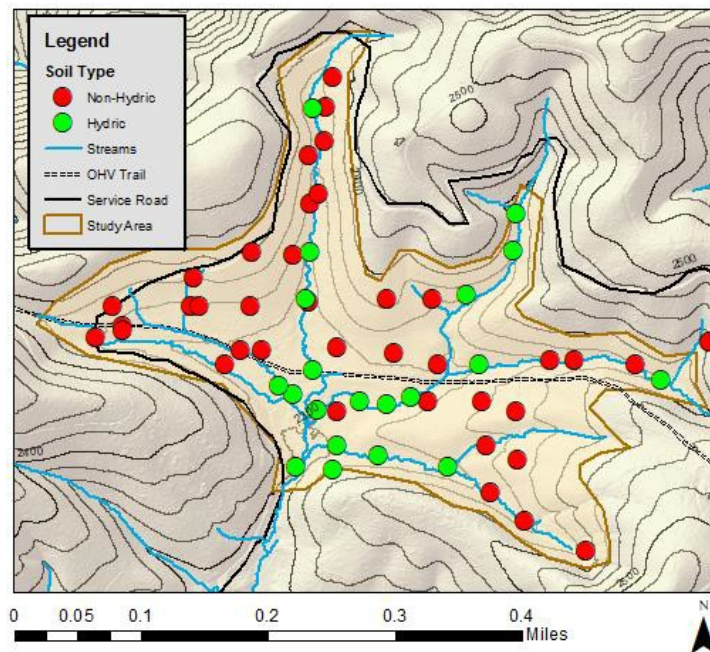 Legend
Soil Type
Non-Hydric
Hydric
Streams
OHV Trail
Service Road
Study Area
2500
2500
2400
2500
0 0.05 0.1 0.2 0.3 0.4
Miles
N